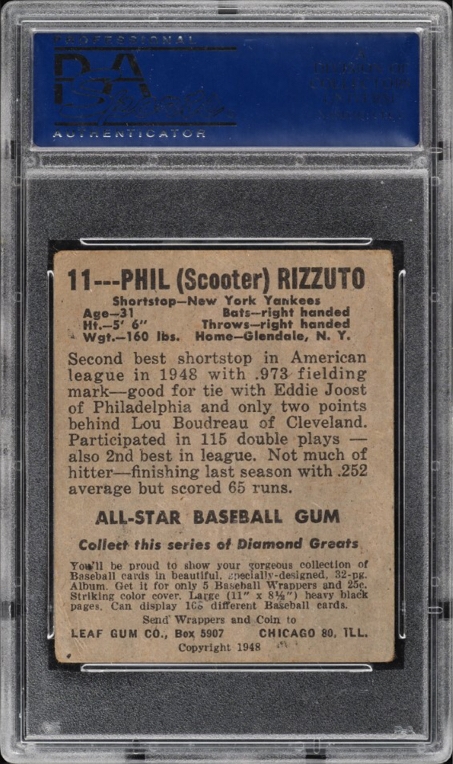 PROFESSIONAL
PSA
AUTHENTICATOR
11---PHIL (Scooter) RIZZUTO
Shortstop—New York Yankees
Age—31 Bats—right handed
Ht.—5' 6" Throws—right handed
Wgt.—160 lbs. Home—Glendale, N. Y.
Second best shortstop in American
league in 1948 with .973 fielding
mark—good for tie with Eddie Joost
of Philadelphia and only two points
behind Lou Boudreau of Cleveland.
Participated in 115 double plays —
also 2nd best in league. Not much of
hitter—finishing last season with .252
average but scored 65 runs.
ALL-STAR BASEBALL GUM
Collect this series of Diamond Greats
You'll be proud to show your gorgeous collection of
Baseball cards in beautiful, specially-designed, 32-pg.
Album. Get it for only 5 Baseball Wrappers and 25c.
Striking color cover. Large (11" x 8½") heavy black
pages. Can display 168 different Baseball cards.
Send Wrappers and Coin to
LEAF GUM CO., Box 5907 CHICAGO 80, ILL.
Copyright 1948